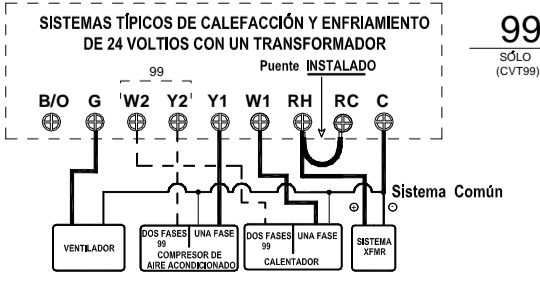 SISTEMAS TÍPICOS DE CALEFACCIÓN Y ENFRIAMIENTO
DE 24 VOLTIOS CON UN TRANSFORMADOR
99
SÓLO
(CVT99)
99
Puente INSTALADO
B/O G W2 Y2 Y1 W1 RH RC C
Sistema Común
+ -
VENTILADOR
DOS FASES
99
UNA FASE
COMPRESOR DE
AIRE ACONDICIONADO
DOS FASES
99
UNA FASE
CALENTADOR
SISTEMA
XFMR